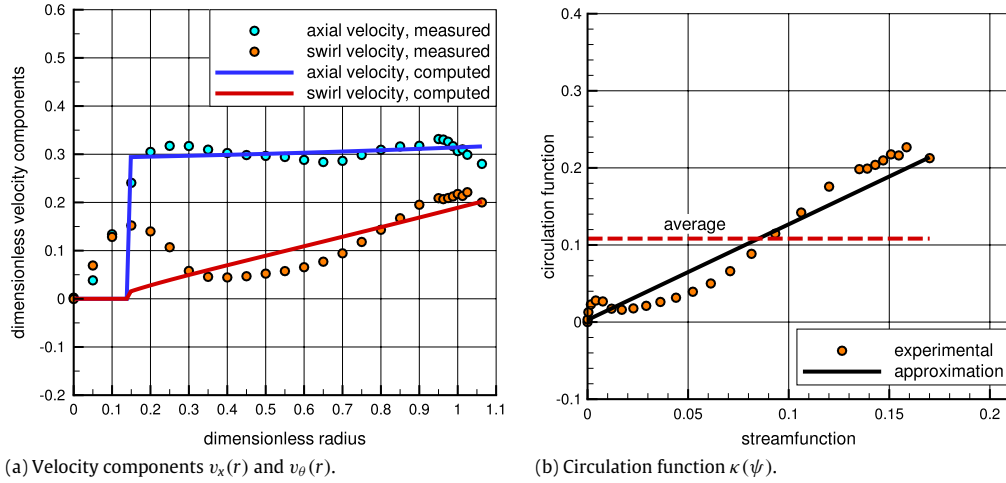 0.6
0.5
0.4
0.3
0.2
0.1
0
-0.1
-0.2
dimensionless velocity components
axial velocity, measured
swirl velocity, measured
axial velocity, computed
swirl velocity, computed
0 0.1 0.2 0.3 0.4 0.5 0.6 0.7 0.8 0.9 1 1.1
dimensionless radius
(a) Velocity components vₓ(r) and v_θ(r).
0.4
0.3
0.2
0.1
0
-0.1
circulation function
average
experimental
approximation
0 0.05 0.1 0.15 0.2
streamfunction
(b) Circulation function κ(ψ).